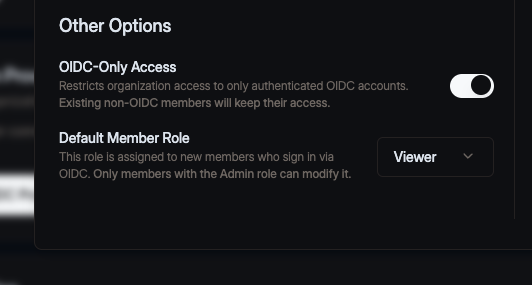 Other Options
OIDC-Only Access
Restricts organization access to only authenticated OIDC accounts.
Existing non-OIDC members will keep their access.
Default Member Role
This role is assigned to new members who sign in via
OIDC. Only members with the Admin role can modify it.
Viewer